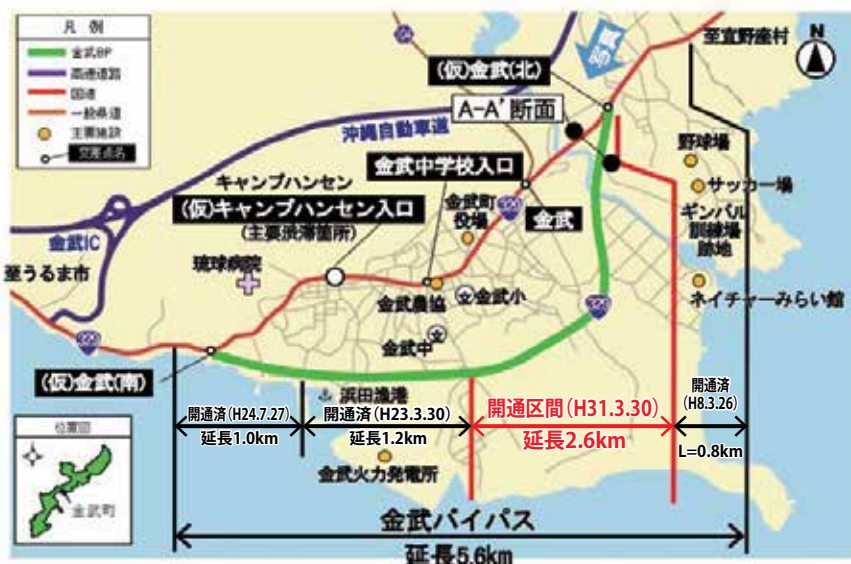 凡 例
金武BP
高速道路
国道
一般県道
主要施設
交差点名
写真
至宜野座村
N
(仮)金武(北)
A-A'断面
沖縄自動車道
野球場
サッカー場
ギンバル
訓練場
跡地
ネイチャーみらい館
金武中学校入口
キャンプハンセン
(仮)キャンプハンセン入口
(主要渋滞箇所)
金武町
役場
金武
金武IC
至うるま市
琉球病院
金武農協
金武小
金武中
329
329
329
(仮)金武(南)
浜田漁港
開通済(H24.7.27)
延長1.0km
開通済(H23.3.30)
延長1.2km
開通区間(H31.3.30)
延長2.6km
開通済
(H8.3.26)
L=0.8km
金武火力発電所
位置図
金武町
金武バイパス
延長5.6km